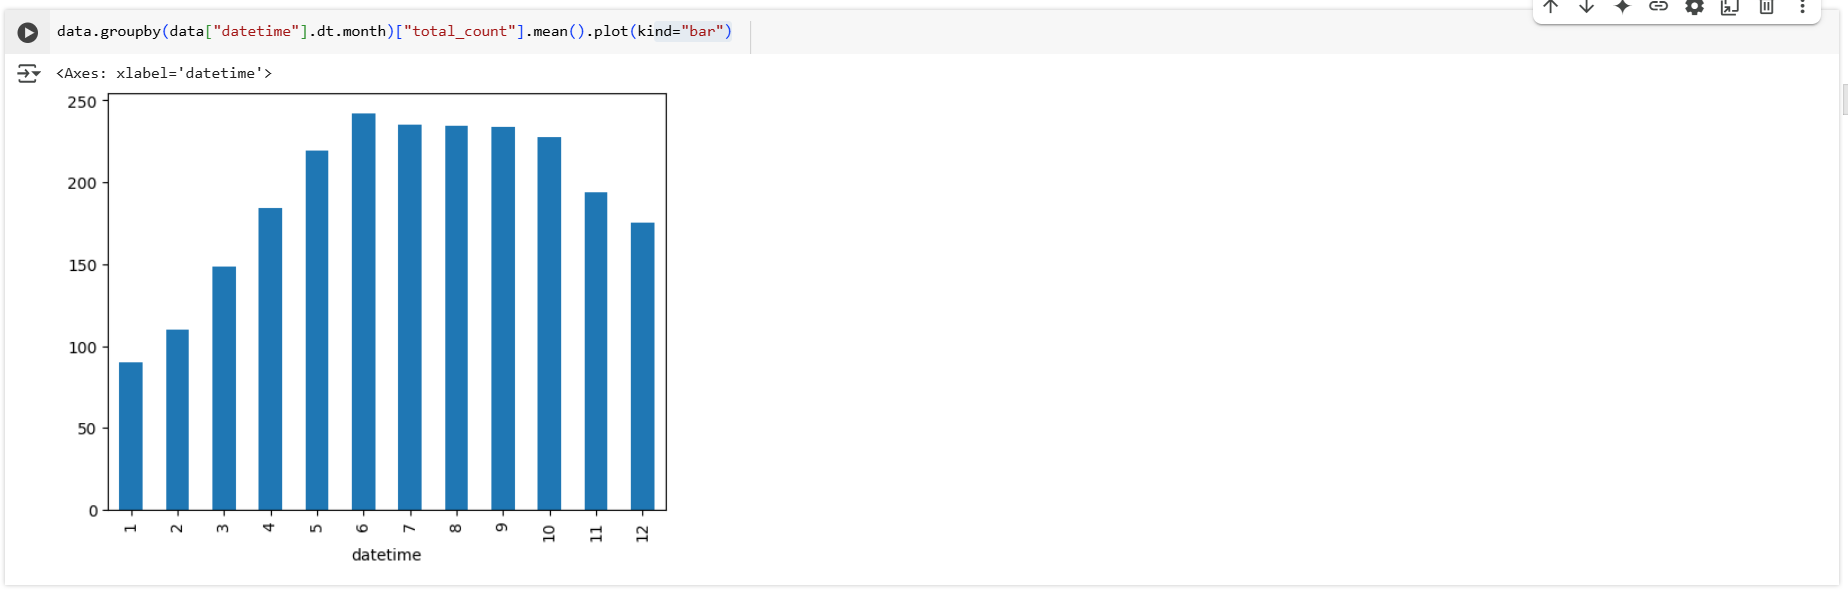 data.groupby(data["datetime"].dt.month)["total_count"].mean().plot(kind="bar")
<Axes: xlabel='datetime'>
250
200
150
100
50
0
1 2 3 4 5 6 7 8 9 10 11 12
datetime